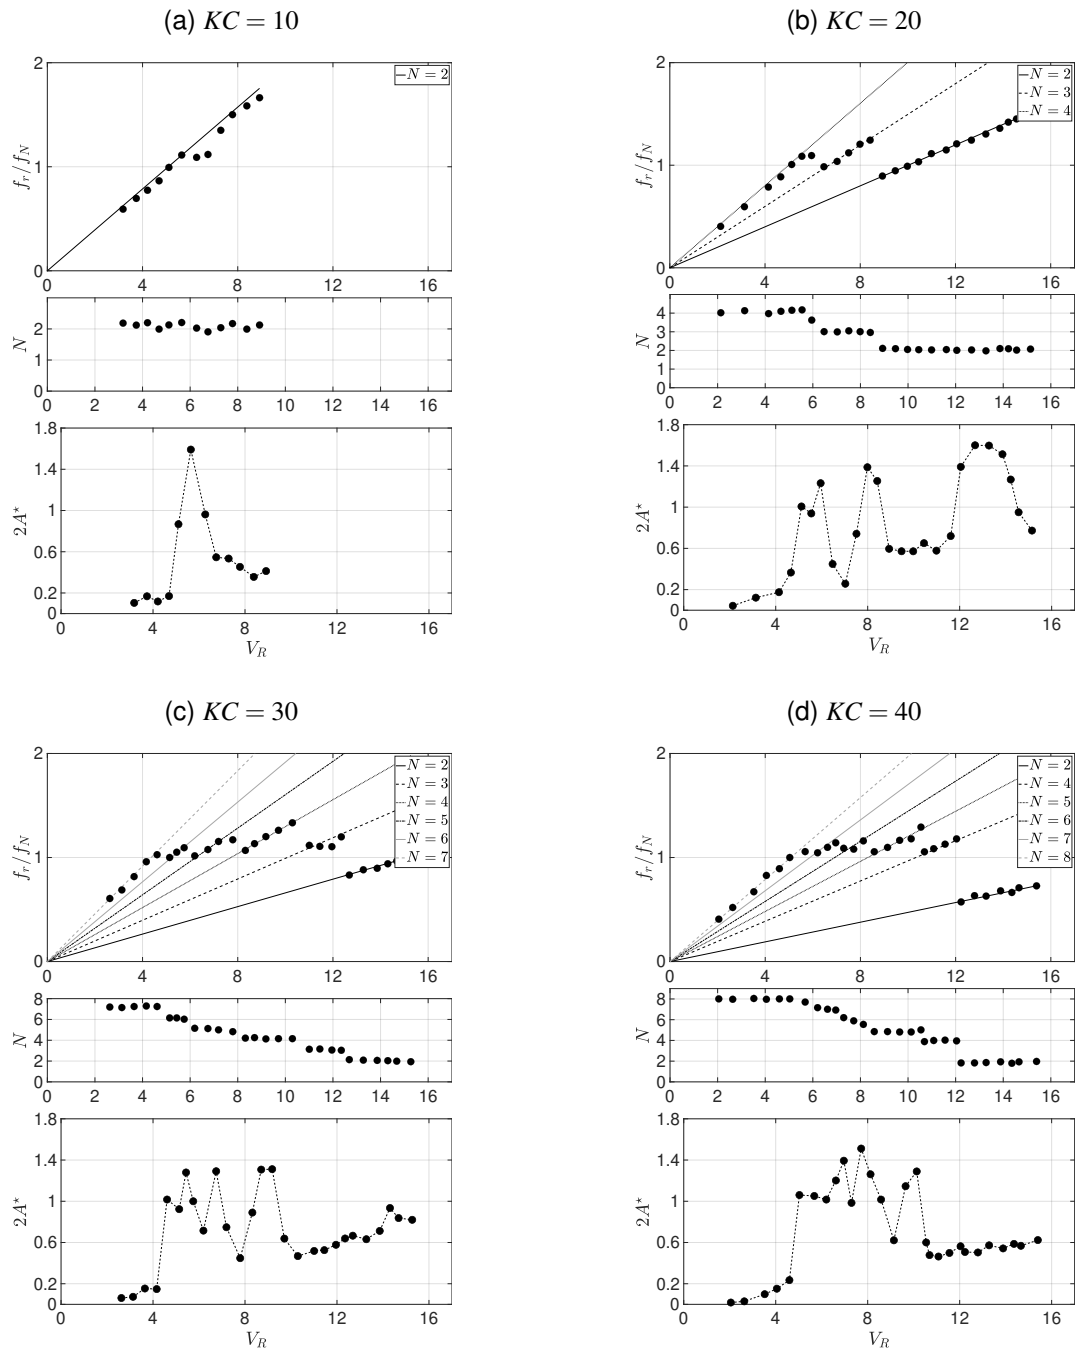 (a) KC = 10
2
1
0
f_r/f_N
N = 2
0 4 8 12 16
2
1
0
N
0 2 4 6 8 10 12 14 16
1.8
1.4
1
0.6
0.2
0
2A*
0 4 8 12 16
V_R
(b) KC = 20
2
1
0
f_r/f_N
N = 2
N = 3
N = 4
0 4 8 12 16
4
3
2
1
0
N
0 2 4 6 8 10 12 14 16
1.8
1.4
1
0.6
0.2
0
2A*
0 4 8 12 16
V_R
(c) KC = 30
2
1
0
f_r/f_N
N = 2
N = 3
N = 4
N = 5
N = 6
N = 7
0 4 8 12 16
8
6
4
2
0
N
0 2 4 6 8 10 12 14 16
1.8
1.4
1
0.6
0.2
0
2A*
0 4 8 12 16
V_R
(d) KC = 40
2
1
0
f_r/f_N
N = 2
N = 4
N = 5
N = 6
N = 7
N = 8
0 4 8 12 16
8
6
4
2
0
N
0 2 4 6 8 10 12 14 16
1.8
1.4
1
0.6
0.2
0
2A*
0 4 8 12 16
V_R